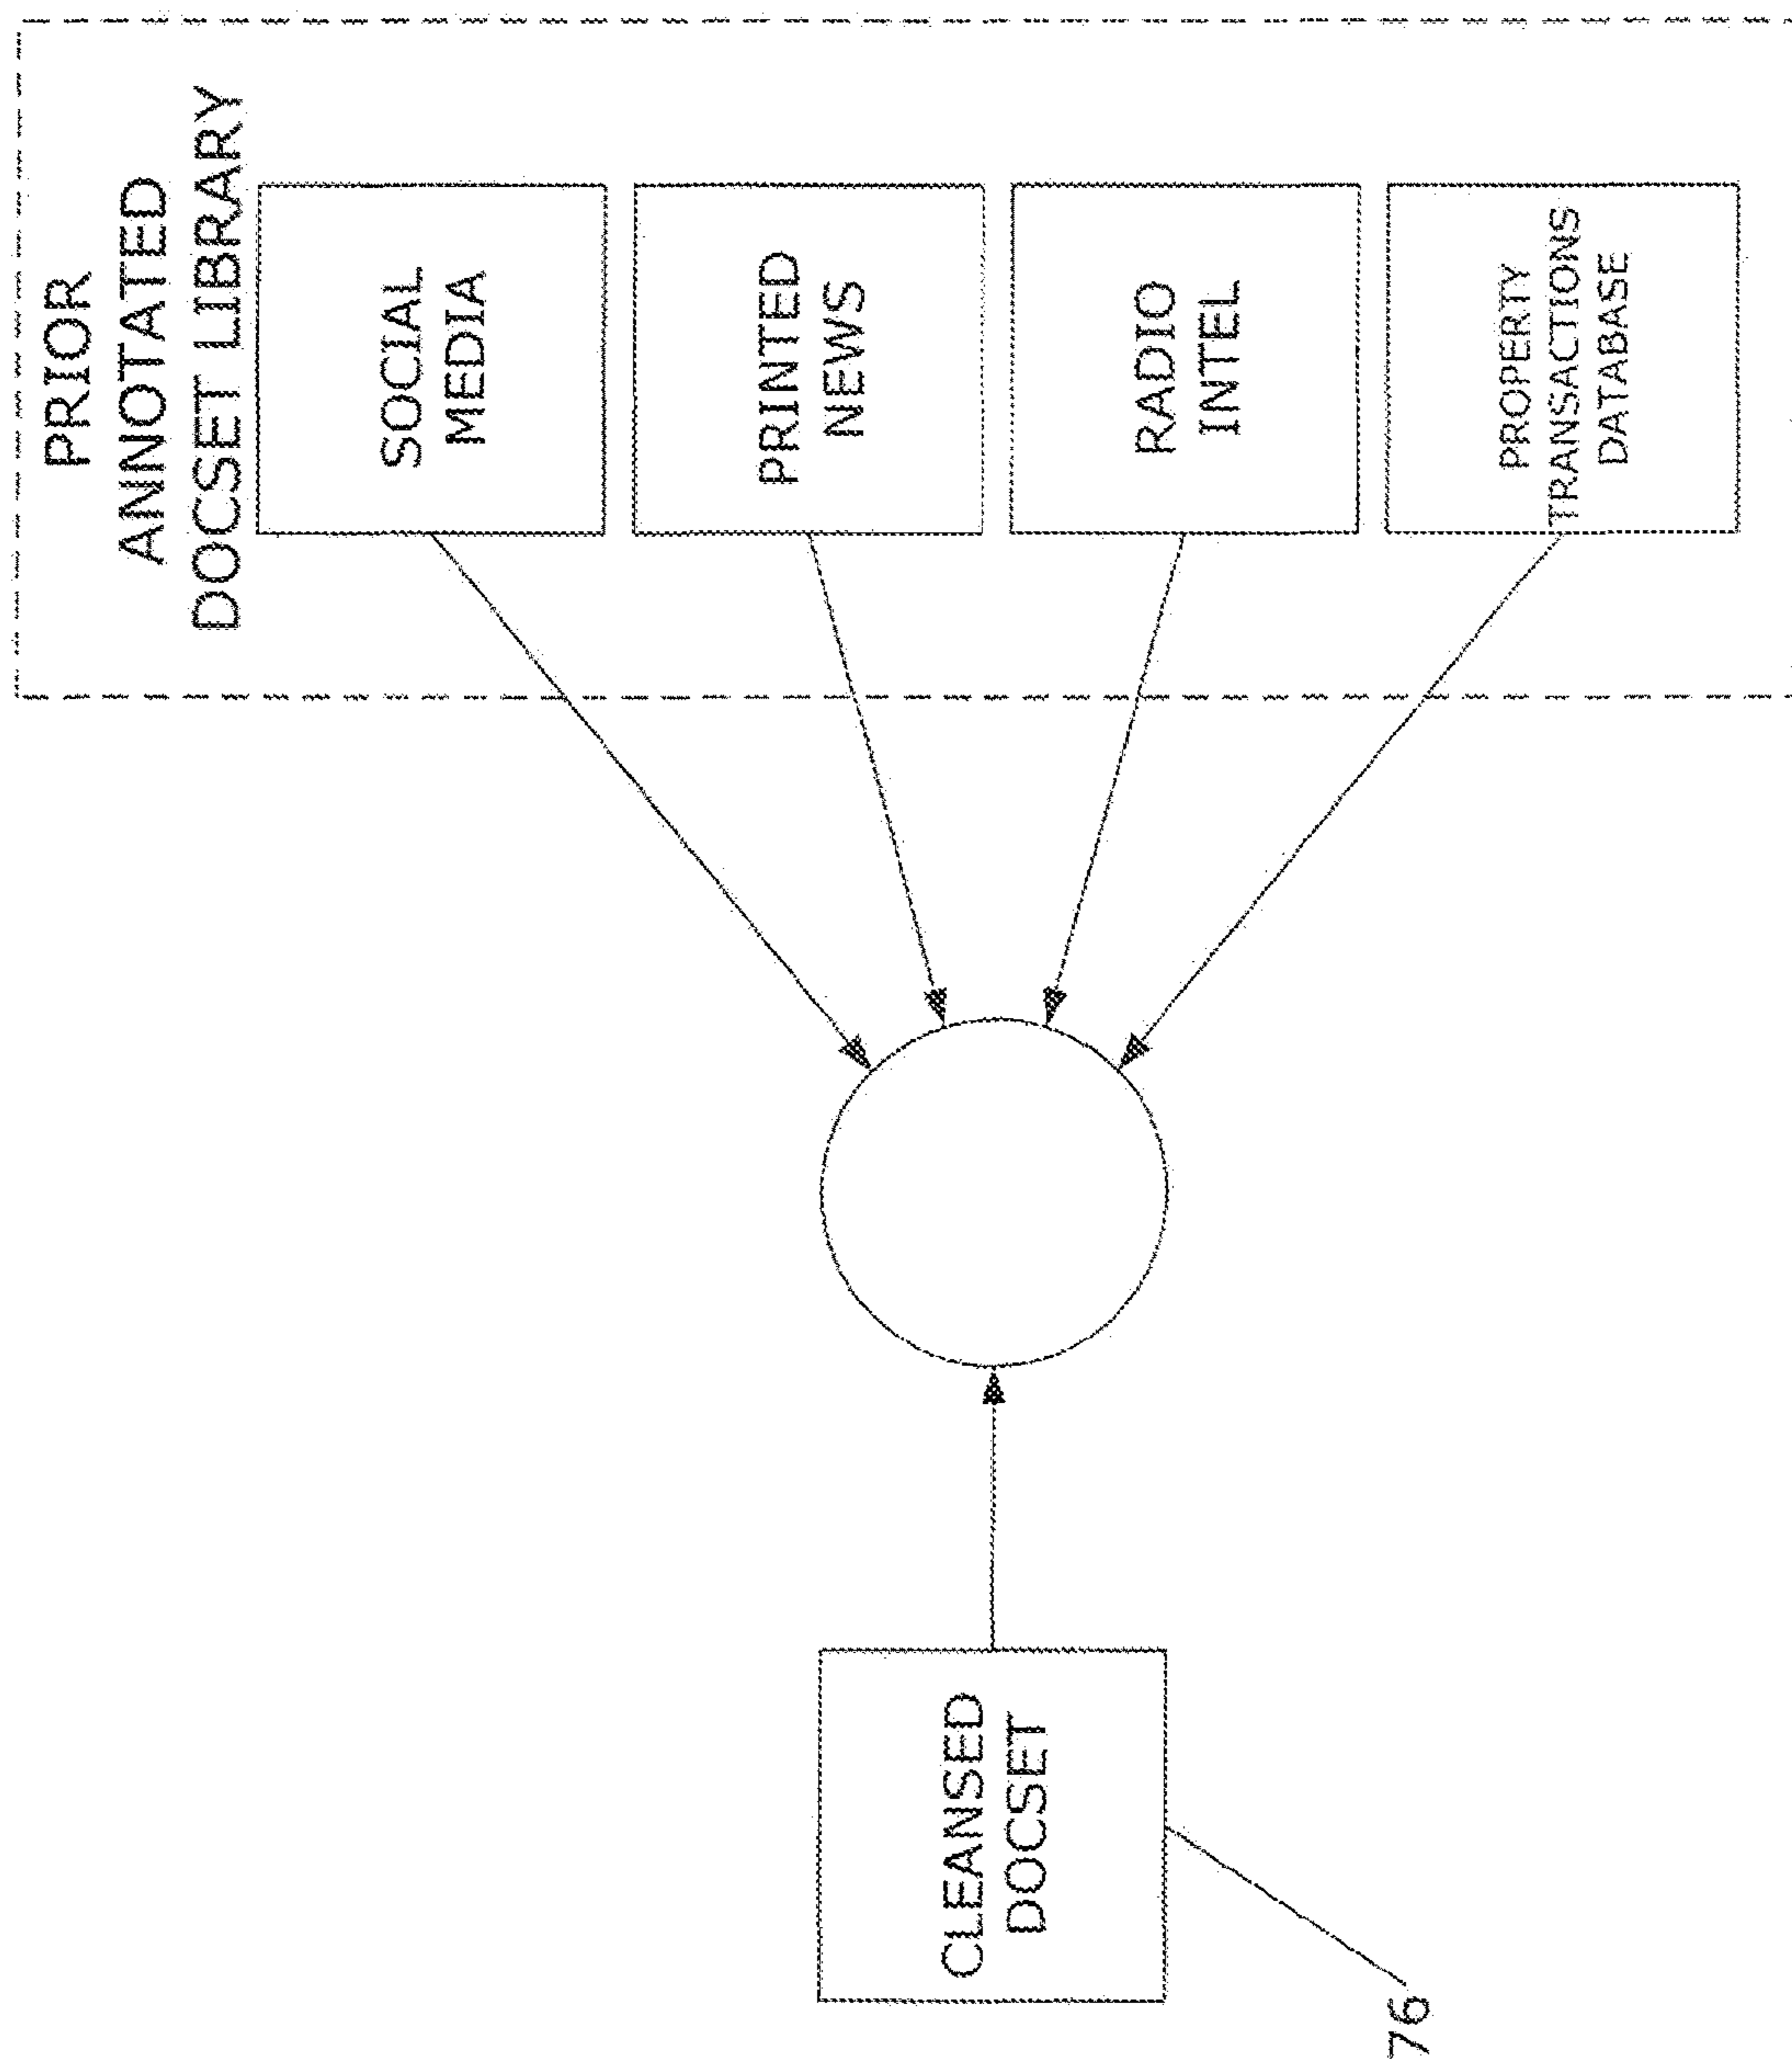 PRIOR
ANNOTATED
DOCSET LIBRARY
SOCIAL
MEDIA
PRINTED
NEWS
RADIO
INTEL
PROPERTY
TRANSACTIONS
DATABASE
CLEANSED
DOCSET
76